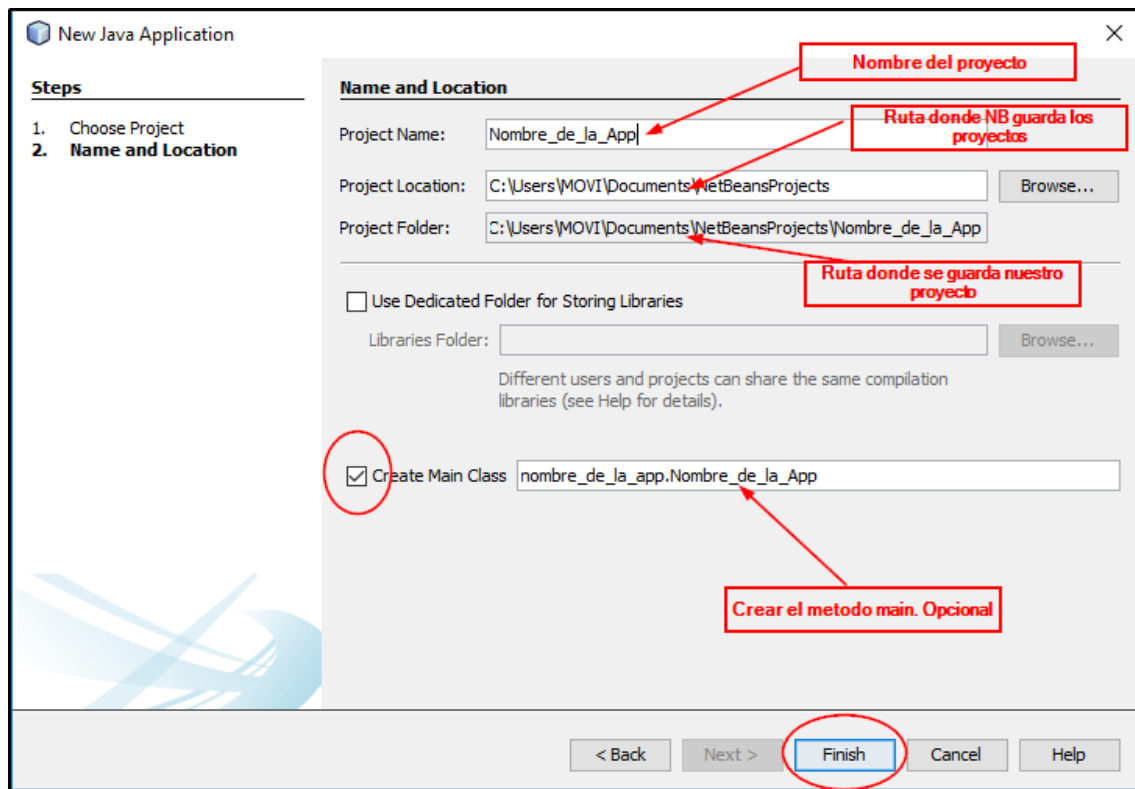 New Java Application
Nombre del proyecto
Steps
1. Choose Project
2. Name and Location
Name and Location
Project Name: Nombre_de_la_App
Ruta donde NB guarda los
proyectos
Project Location: C:\Users\MOVI\Documents\NetBeansProjects Browse...
Project Folder: C:\Users\MOVI\Documents\NetBeansProjects\Nombre_de_la_App
Ruta donde se guarda nuestro
proyecto
Use Dedicated Folder for Storing Libraries
Libraries Folder: Browse...
Different users and projects can share the same compilation
libraries (see Help for details).
Create Main Class nombre_de_la_app.Nombre_de_la_App
Crear el metodo main. Opcional
< Back Next > Finish Cancel Help